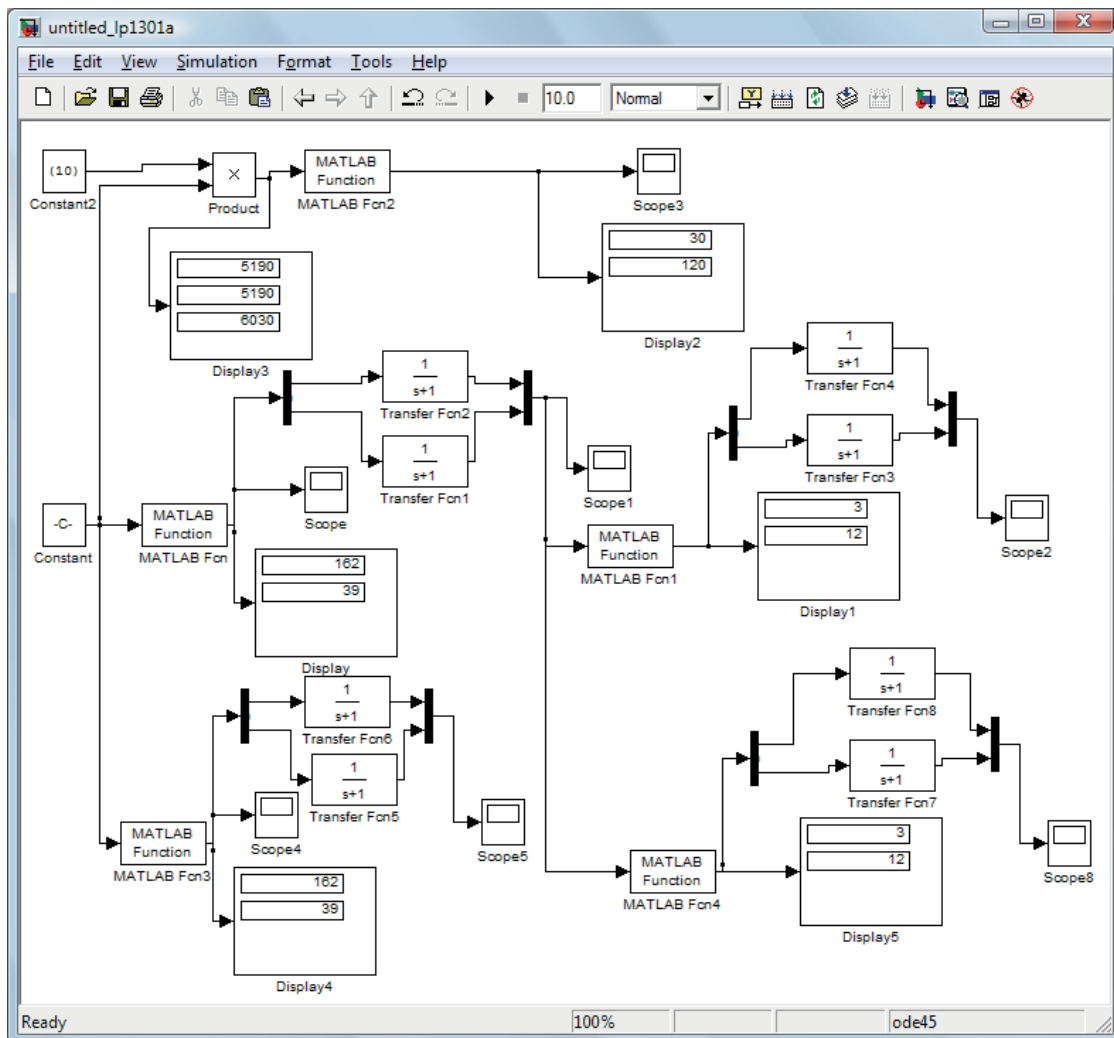 untitled_lp1301a
File Edit View Simulation Format Tools Help
10.0 Normal
(10)
Constant2
×
Product
MATLAB
Function
MATLAB Fcn2
Scope3
5190
5190
6030
Display3
30
120
Display2
1
s+1
Transfer Fcn2
1
s+1
Transfer Fcn1
1
s+1
Transfer Fcn4
1
s+1
Transfer Fcn3
Scope
Scope1
Scope2
-C-
Constant
MATLAB
Function
MATLAB Fcn
162
39
Display
MATLAB
Function
MATLAB Fcn1
3
12
Display1
1
s+1
Transfer Fcn6
1
s+1
Transfer Fcn5
Scope4
Scope5
MATLAB
Function
MATLAB Fcn3
162
39
Display4
1
s+1
Transfer Fcn8
1
s+1
Transfer Fcn7
Scope8
MATLAB
Function
MATLAB Fcn4
3
12
Display5
Ready 100% ode45